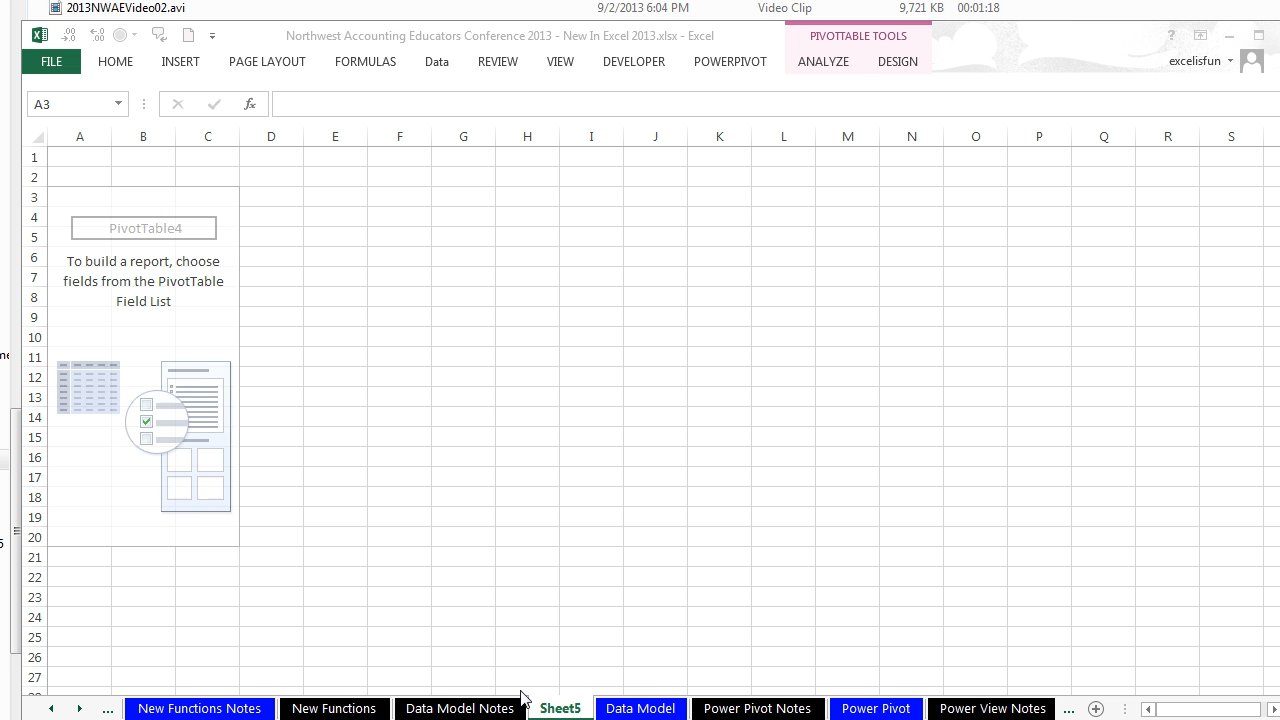 2013NWAEVideo02.avi 9/2/2013 6:04 PM Video Clip 9,721 KB 00:01:18
Northwest Accounting Educators Conference 2013 - New In Excel 2013.xlsx - Excel PIVOTTABLE TOOLS
FILE HOME INSERT PAGE LAYOUT FORMULAS Data REVIEW VIEW DEVELOPER POWERPIVOT ANALYZE DESIGN excelisfun
A3 fx
A B C D E F G H I J K L M N O P Q R S
1
2
3
4
PivotTable4
5
6
To build a report, choose
7
fields from the PivotTable
8
Field List
9
10
11
12
13
14
15
16
17
18
19
20
21
22
23
24
25
26
27
... New Functions Notes New Functions Data Model Notes Sheet5 Data Model Power Pivot Notes Power Pivot Power View Notes ...